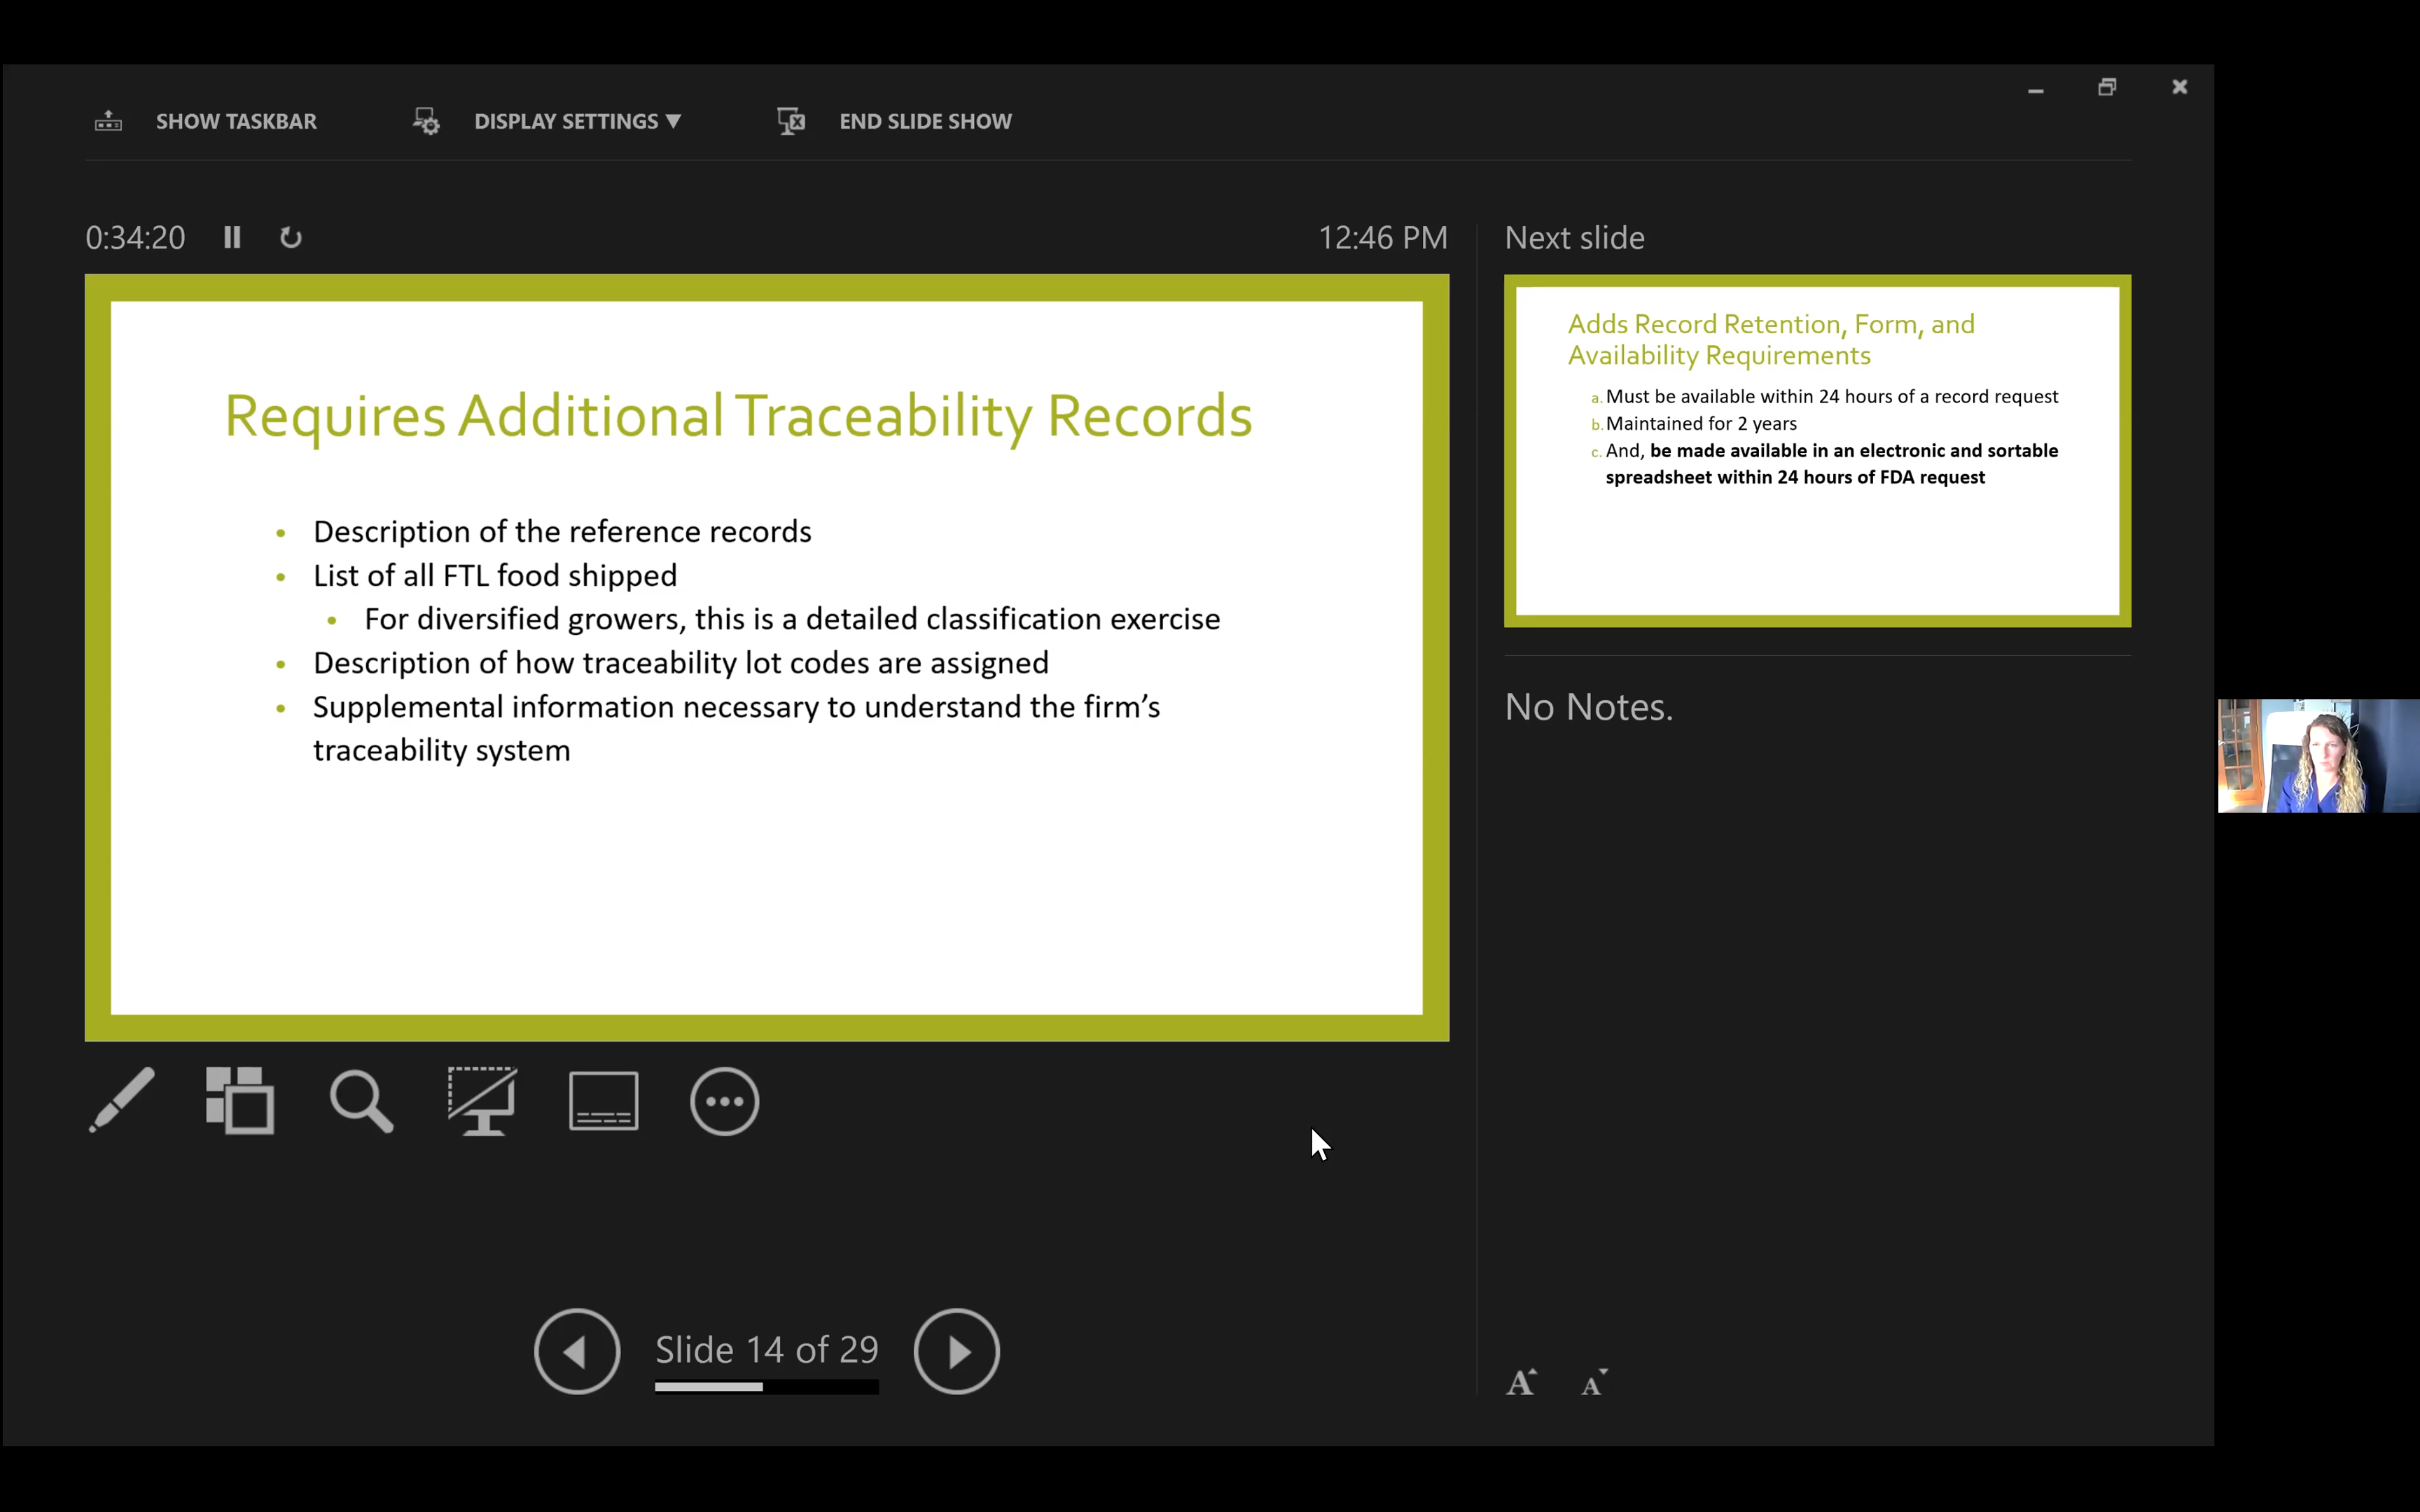 SHOW TASKBAR
DISPLAY SETTINGS ▼
END SLIDE SHOW
0:34:20
12:46 PM
Requires Additional Traceability Records
• Description of the reference records
• List of all FTL food shipped
• For diversified growers, this is a detailed classification exercise
• Description of how traceability lot codes are assigned
• Supplemental information necessary to understand the firm's
traceability system
Slide 14 of 29
Next slide
Adds Record Retention, Form, and
Availability Requirements
a. Must be available within 24 hours of a record request
b. Maintained for 2 years
c. And, be made available in an electronic and sortable
spreadsheet within 24 hours of FDA request
No Notes.
A A